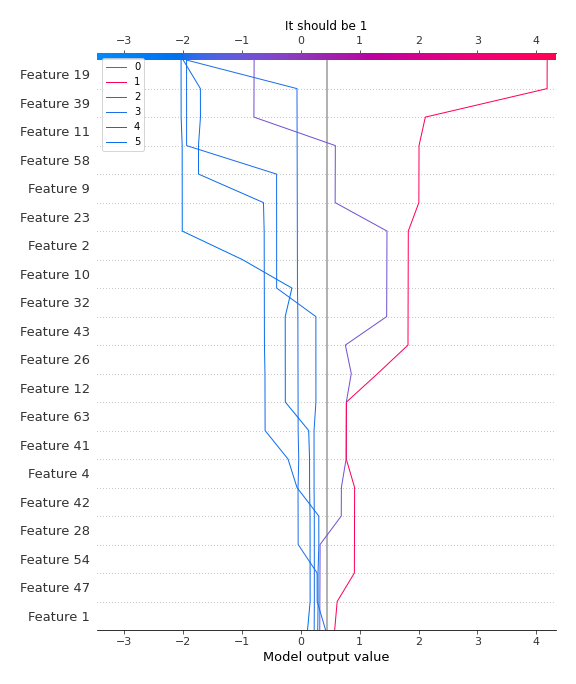 It should be 1
−3 −2 −1 0 1 2 3 4
0
1
2
3
4
5
Feature 19
Feature 39
Feature 11
Feature 58
Feature 9
Feature 23
Feature 2
Feature 10
Feature 32
Feature 43
Feature 26
Feature 12
Feature 63
Feature 41
Feature 4
Feature 42
Feature 28
Feature 54
Feature 47
Feature 1
−3 −2 −1 0 1 2 3 4
Model output value